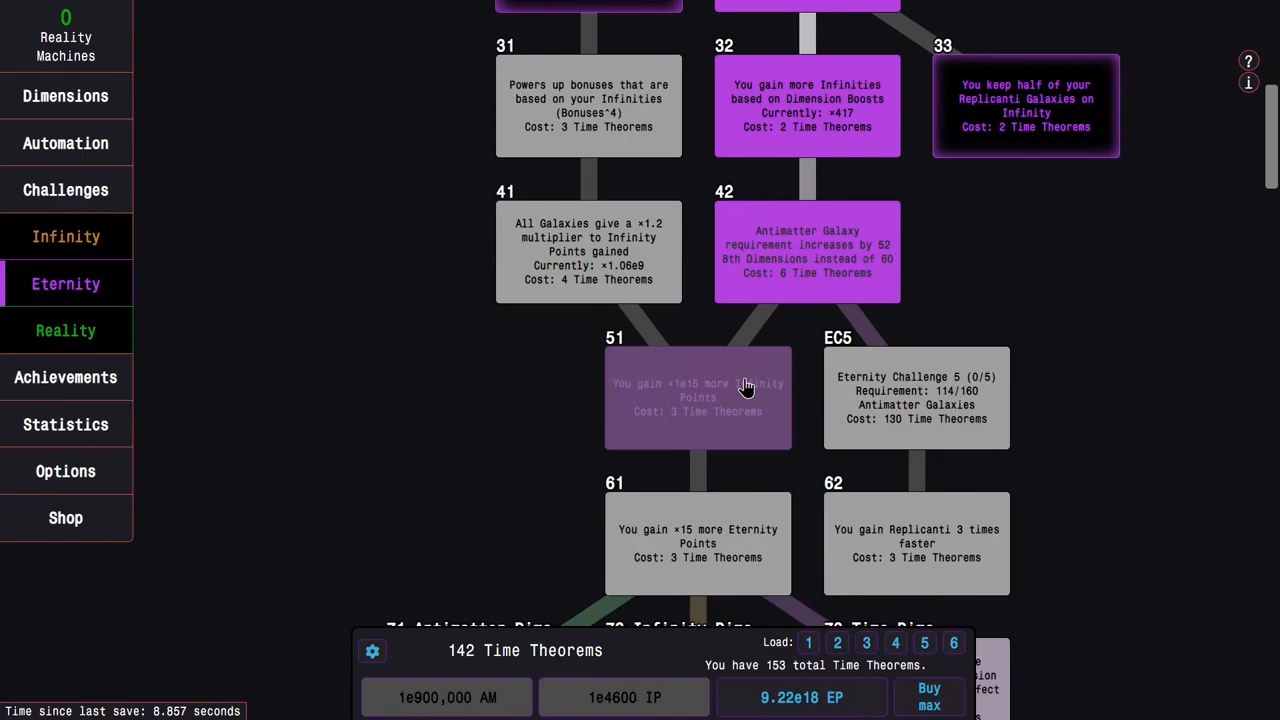 0
Reality
Machines
Dimensions
Automation
Challenges
Infinity
Eternity
Reality
Achievements
Statistics
Options
Shop
31
Powers up bonuses that are
based on your Infinities
(Bonuses^4)
Cost: 3 Time Theorems
32
You gain more Infinities
based on Dimension Boosts
Currently: ×417
Cost: 2 Time Theorems
33
You keep half of your
Replicanti Galaxies on
Infinity
Cost: 2 Time Theorems
?
i
41
All Galaxies give a ×1.2
multiplier to Infinity
Points gained
Currently: ×1.06e9
Cost: 4 Time Theorems
42
Antimatter Galaxy
requirement increases by 52
8th Dimensions instead of 60
Cost: 6 Time Theorems
51
You gain ×1e15 more Infinity
Points
Cost: 3 Time Theorems
EC5
Eternity Challenge 5 (0/5)
Requirement: 114/160
Antimatter Galaxies
Cost: 130 Time Theorems
61
You gain ×15 more Eternity
Points
Cost: 3 Time Theorems
62
You gain Replicanti 3 times
faster
Cost: 3 Time Theorems
142 Time Theorems
Load: 1 2 3 4 5 6
You have 153 total Time Theorems.
1e900,000 AM
1e4600 IP
9.22e18 EP
Buy
max
Time since last save: 8.857 seconds